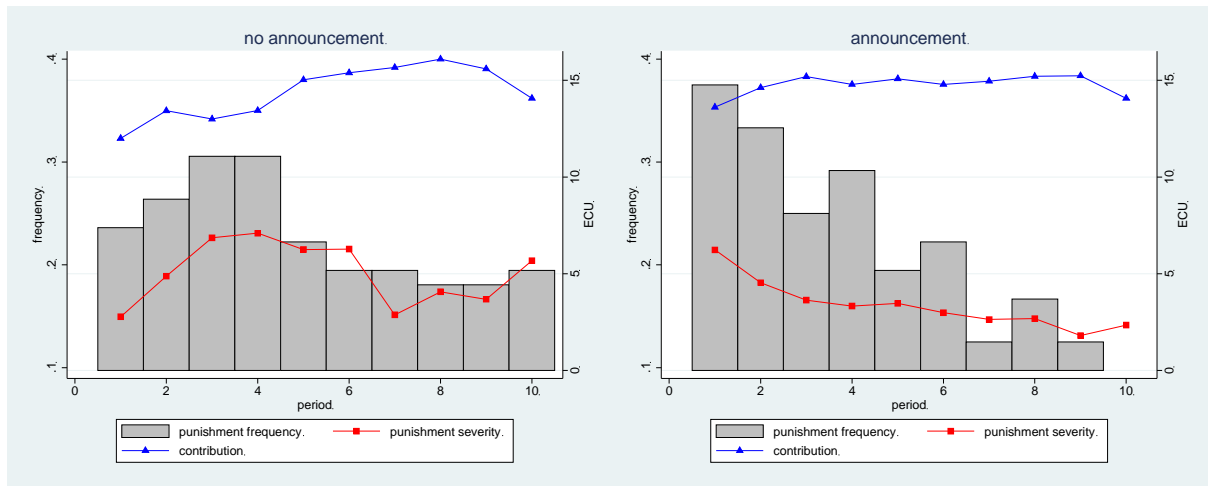 no announcement.
.4.
.3.
.2.
.1.
frequency.
15.
10.
5.
0.
ECU.
0.
2
4
6
8
10.
period.
punishment frequency.
punishment severity.
contribution.
announcement.
.4.
.3.
.2.
.1.
frequency.
15.
10.
5.
0.
ECU.
0.
2
4
6
8
10.
period.
punishment frequency.
punishment severity.
contribution.